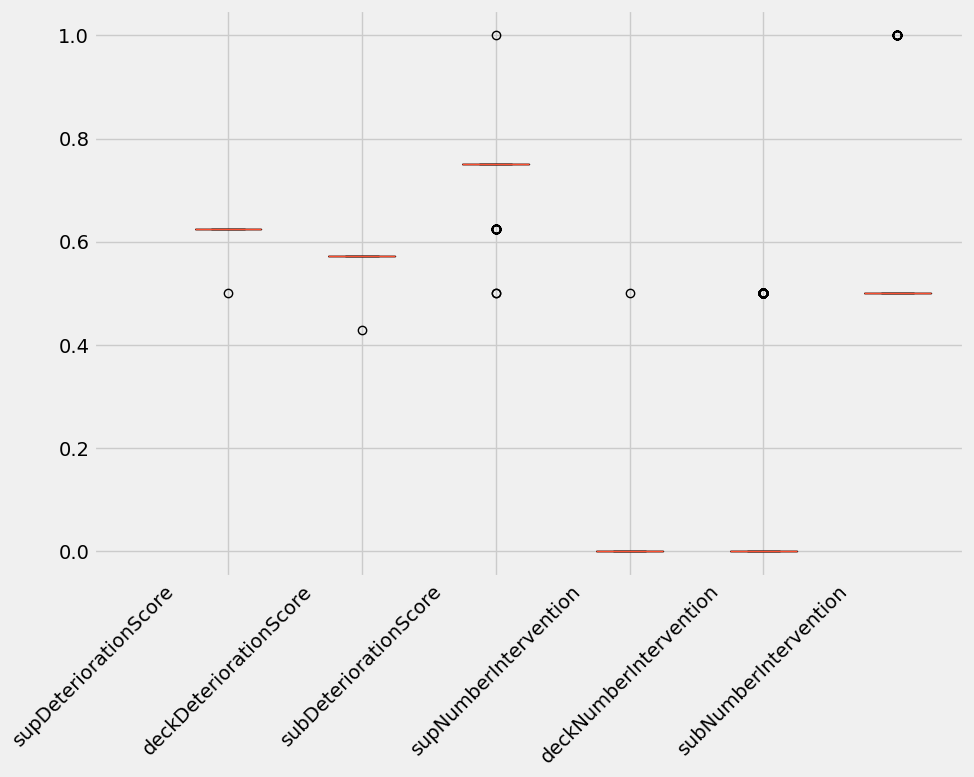 1.0
0.8
0.6
0.4
0.2
0.0
supDeteriorationScore
deckDeteriorationScore
subDeteriorationScore
supNumberIntervention
deckNumberIntervention
subNumberIntervention